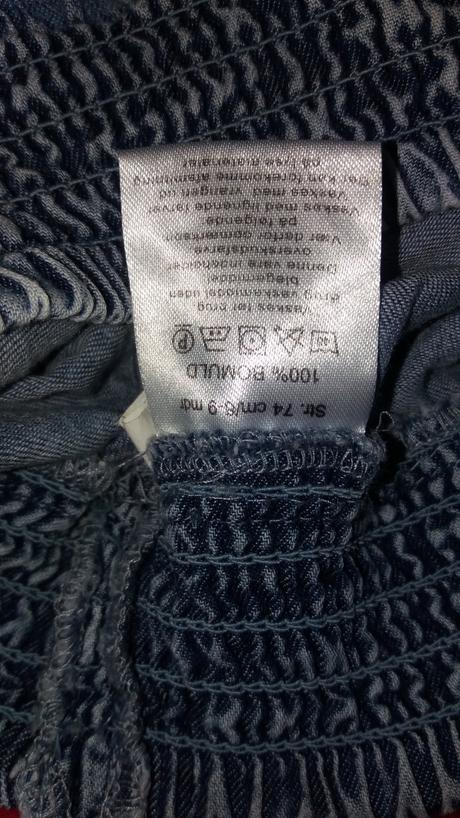 Str. 74 cm/6-9 mdr
100% BOMULD
Vaskes før brug
Brug vaskemiddel uden
blegemiddel
Denne vare indeholder
overskudsfarve
Vær derfor opmærksom
på følgende
Vaskes med lignende farver
Vaskes med vrangen ud
Der kan forekomme afsmitning
på lyse materialer